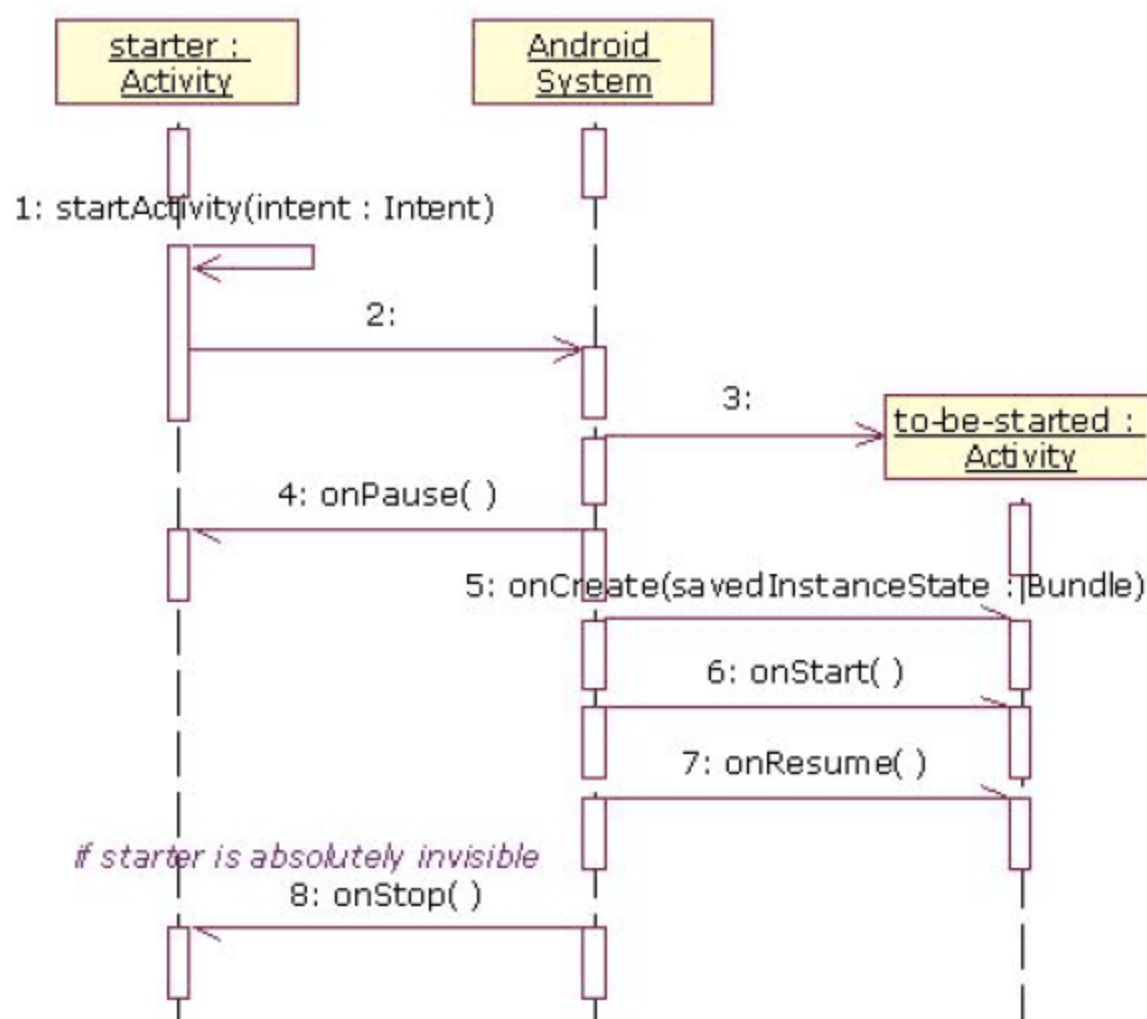 starter :
Activity
Android
System
1: startActivity(intent : Intent)
2:
3:
to-be-started :
Activity
4: onPause( )
5: onCreate(savedInstanceState : Bundle)
6: onStart( )
7: onResume( )
if starter is absolutely invisible
8: onStop( )